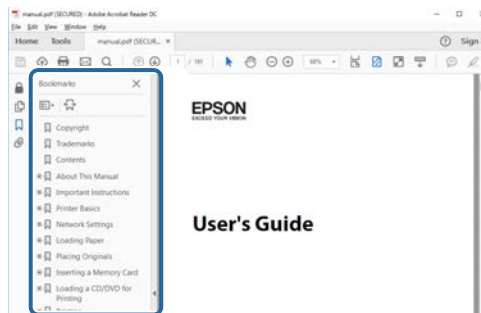 manual.pdf (SECURED) - Adobe Acrobat Reader DC
File Edit View Window Help
Home Tools manual.pdf (SECUR... ×
Sign
1 / 191
Bookmarks
Copyright
Trademarks
Contents
About This Manual
Important Instructions
Printer Basics
Network Settings
Loading Paper
Placing Originals
Inserting a Memory Card
Loading a CD/DVD for
Printing
EPSON
EXCEED YOUR VISION
User's Guide